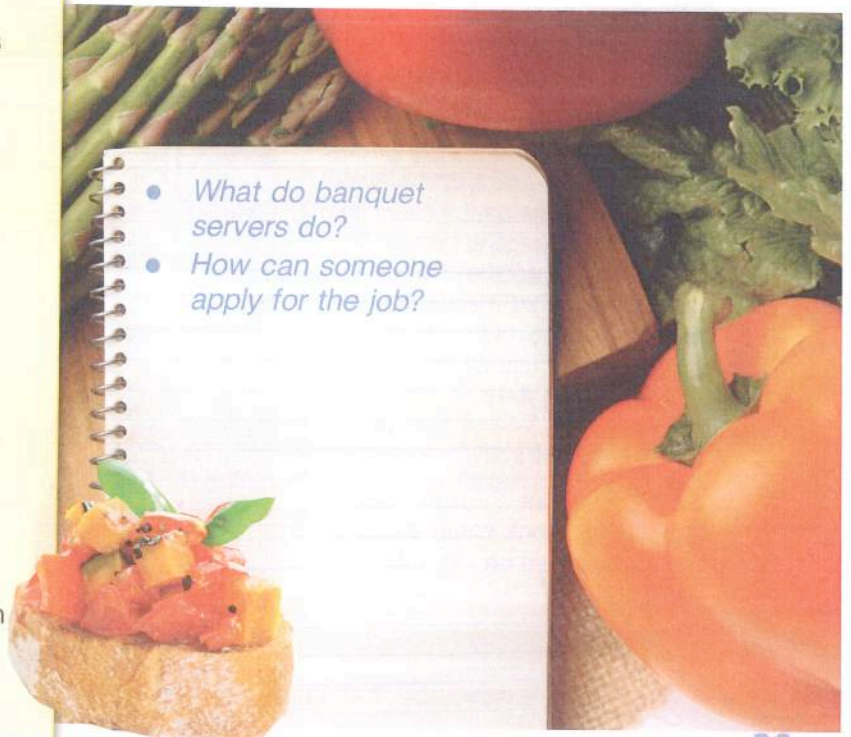 • What do banquet
servers do?
• How can someone
apply for the job?